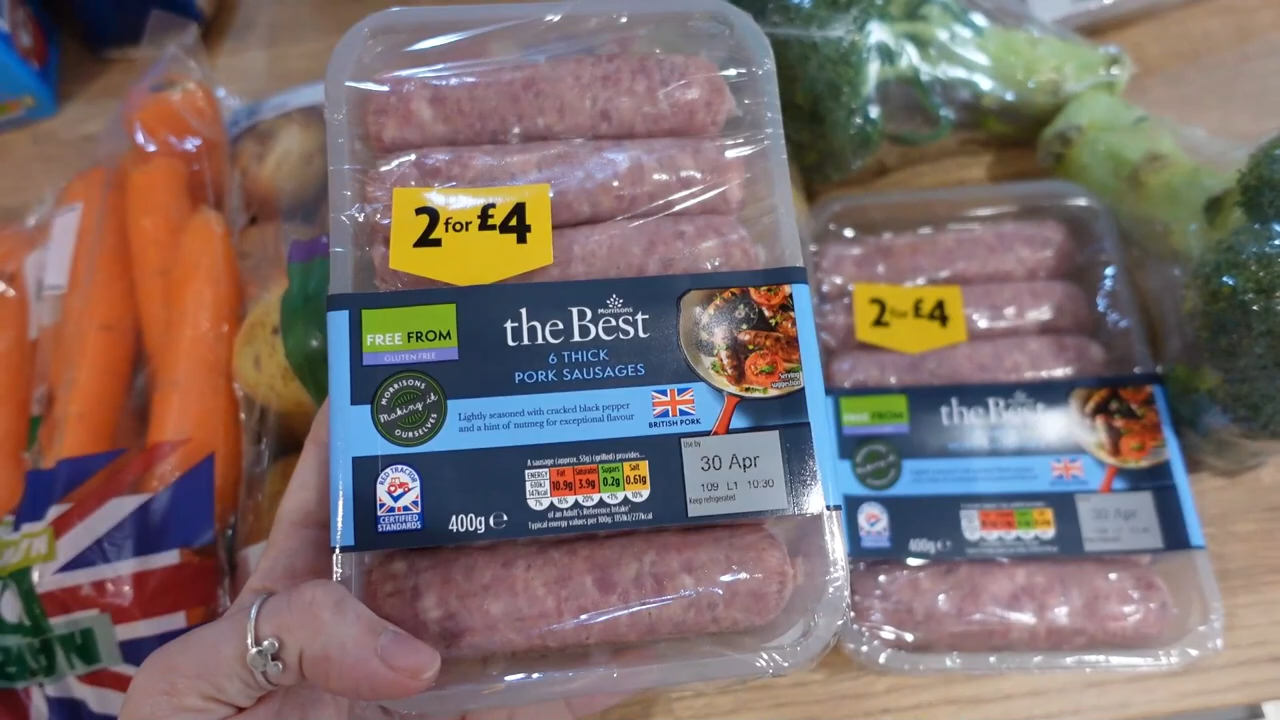 2 for £4
FREE FROM
GLUTEN FREE
Morrisons
the Best
6 THICK
PORK SAUSAGES
Serving
suggestion
MORRISONS
Making it
OURSELVES
Lightly seasoned with cracked black pepper
and a hint of nutmeg for exceptional flavour
BRITISH PORK
RED TRACTOR
CERTIFIED
STANDARDS
A sausage (approx. 53g) (grilled) provides...
ENERGY Fat Saturates Sugars Salt
610kJ
147kcal 10.9g 3.9g 0.2g 0.61g
7% 16% 20% <1% 10%
of an Adult's Reference Intake*
Typical energy values per 100g: 1151kJ/277kcal
400g e
Use by
30 Apr
109 L1 10:30
Keep refrigerated
2 for £4
FREE FROM
the Best
400g e
30 Apr